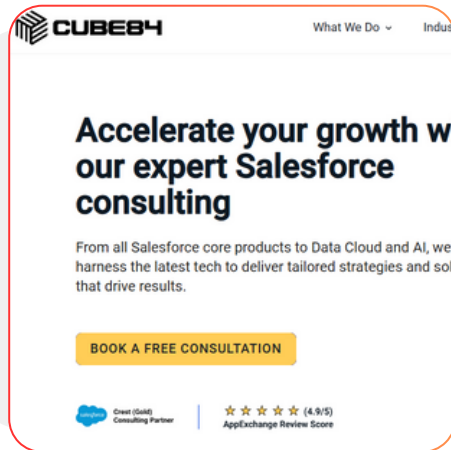 CUBE84
What We Do
Indus
Accelerate your growth w
our expert Salesforce
consulting
From all Salesforce core products to Data Cloud and AI, we
harness the latest tech to deliver tailored strategies and sol
that drive results.
BOOK A FREE CONSULTATION
salesforce
Crest (Gold)
Consulting Partner
(4.9/5)
AppExchange Review Score